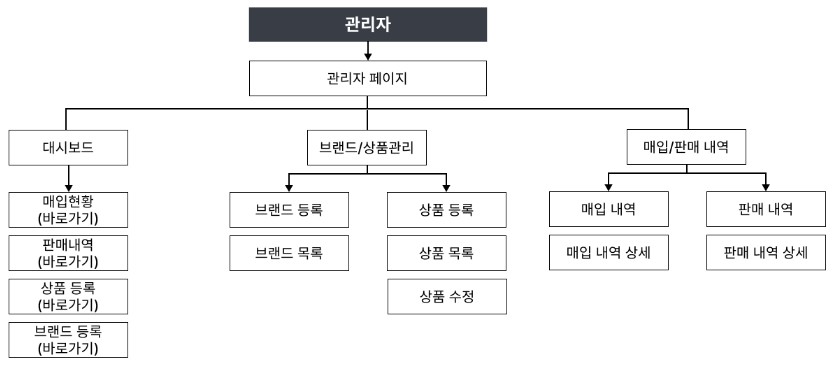 관리자
관리자 페이지
대시보드
브랜드/상품관리
매입/판매 내역
매입현황
(바로가기)
판매내역
(바로가기)
상품 등록
(바로가기)
브랜드 등록
(바로가기)
브랜드 등록
브랜드 목록
상품 등록
상품 목록
상품 수정
매입 내역
매입 내역 상세
판매 내역
판매 내역 상세